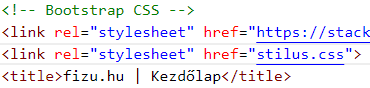 <!-- Bootstrap CSS -->
<link rel="stylesheet" href="https://stack
<link rel="stylesheet" href="stilus.css">
<title>fizu.hu | Kezdőlap</title>